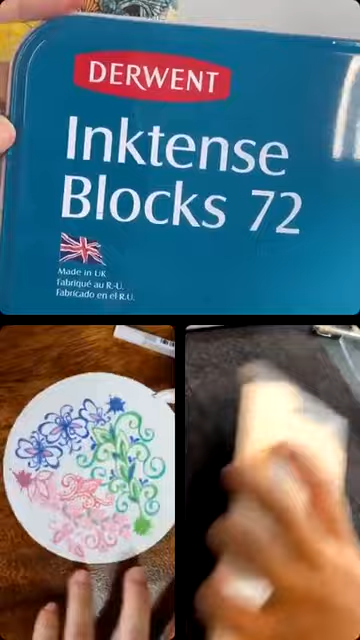 DERWENT
Inktense
Blocks 72
Made in UK
Fabriqué au R.-U.
Fabricado en el R.U.